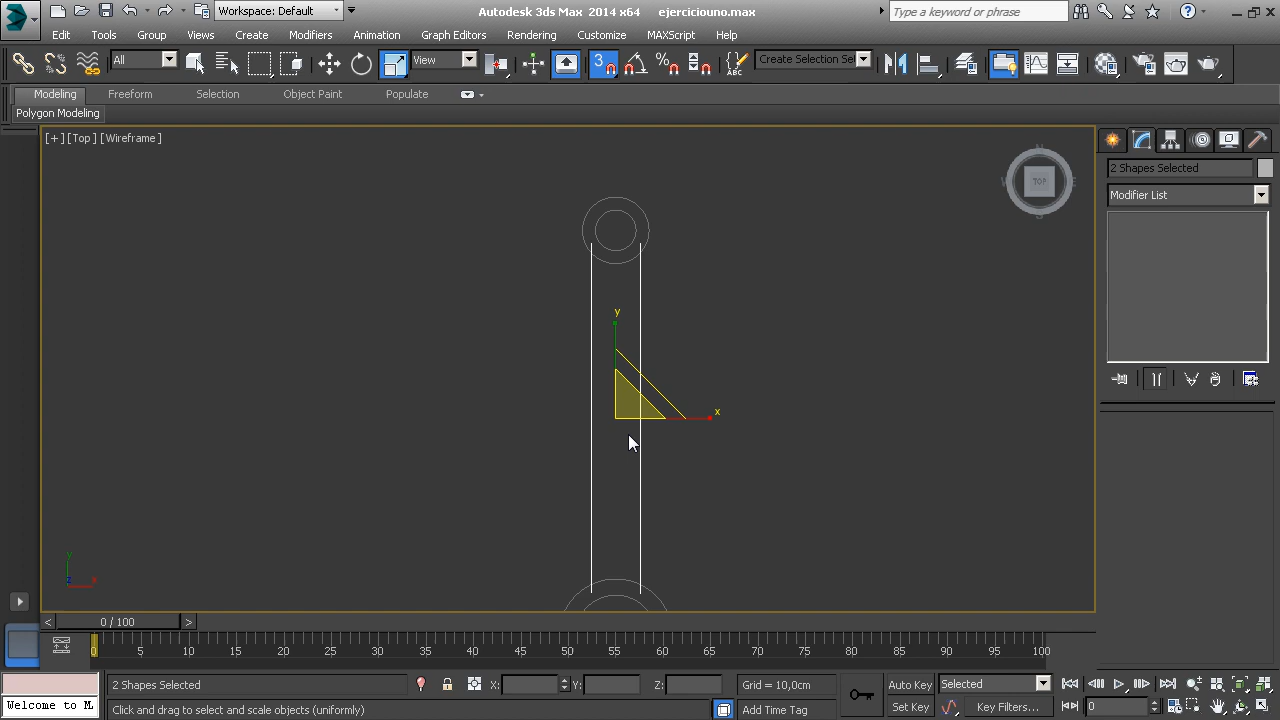 Workspace: Default
Autodesk 3ds Max 2014 x64 ejerciciouno.max
Type a keyword or phrase
Edit Tools Group Views Create Modifiers Animation Graph Editors Rendering Customize MAXScript Help
All View 3 Create Selection Se
Modeling Freeform Selection Object Paint Populate
Polygon Modeling
[+] [Top] [Wireframe]
TOP
2 Shapes Selected
Modifier List
y
x
y
z x
0 / 100
0 5 10 15 20 25 30 35 40 45 50 55 60 65 70 75 80 85 90 95 100
2 Shapes Selected X: Y: Z: Grid = 10,0cm Auto Key Selected
Welcome to M Click and drag to select and scale objects (uniformly) Add Time Tag Set Key Key Filters... 0